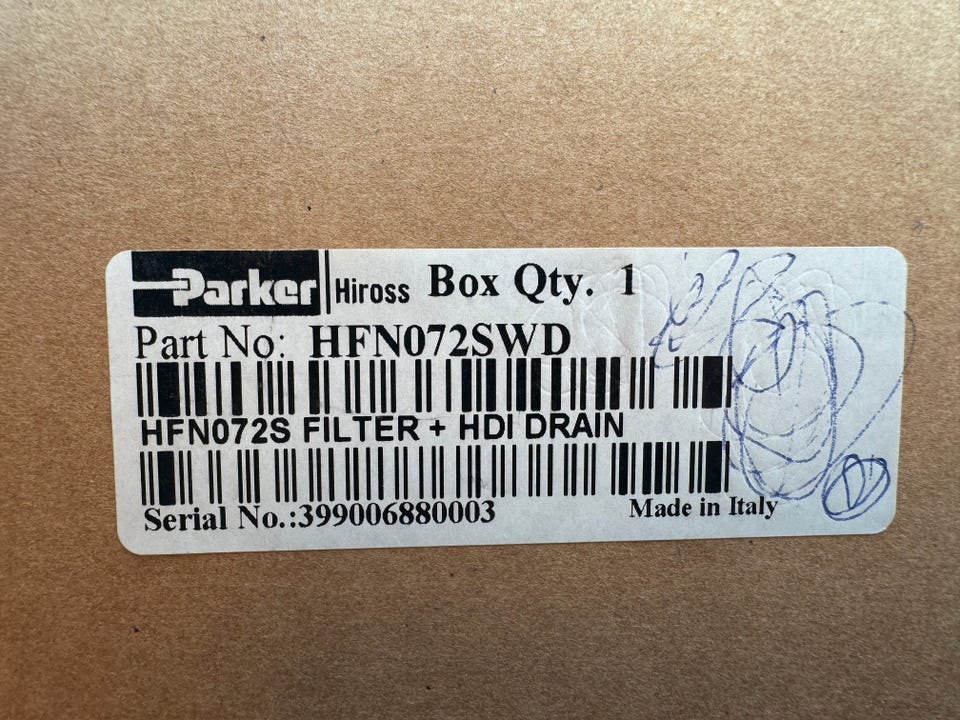 Parker Hiross Box Qty. 1
Part No: HFN072SWD
HFN072S FILTER + HDI DRAIN
Serial No.:399006880003 Made in Italy